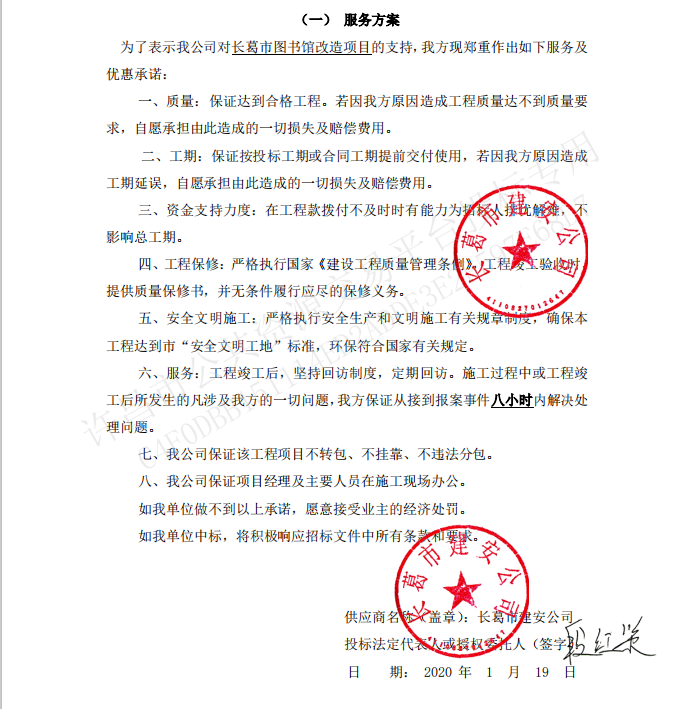 （一） 服务方案
为了表示我公司对长葛市图书馆改造项目的支持，我方现郑重作出如下服务及
优惠承诺：
一、质量：保证达到合格工程。若因我方原因造成工程质量达不到质量要
求，自愿承担由此造成的一切损失及赔偿费用。
二、工期：保证按投标工期或合同工期提前交付使用，若因我方原因造成
工期延误，自愿承担由此造成的一切损失及赔偿费用。
三、资金支持力度：在工程款拨付不及时时有能力为招标人排忧解难，不
影响总工期。
四、工程保修：严格执行国家《建设工程质量管理条例》，工程竣工验收时，
提供质量保修书，并无条件履行应尽的保修义务。
五、安全文明施工：严格执行安全生产和文明施工有关规章制度，确保本
工程达到市“安全文明工地”标准，环保符合国家有关规定。
六、服务：工程竣工后，坚持回访制度，定期回访。施工过程中或工程竣
工后所发生的凡涉及我方的一切问题，我方保证从接到报案事件八小时内解决处
理问题。
七、我公司保证该工程项目不转包、不挂靠、不违法分包。
八、我公司保证项目经理及主要人员在施工现场办公。
如我单位做不到以上承诺，愿意接受业主的经济处罚。
如我单位中标，将积极响应招标文件中所有条款和要求。
供应商名称（盖章）：长葛市建安公司
投标法定代表人或授权委托人（签字）
日 期：2020 年 1 月 19 日
长葛市建安公司
4110827012647
长葛市建安公司